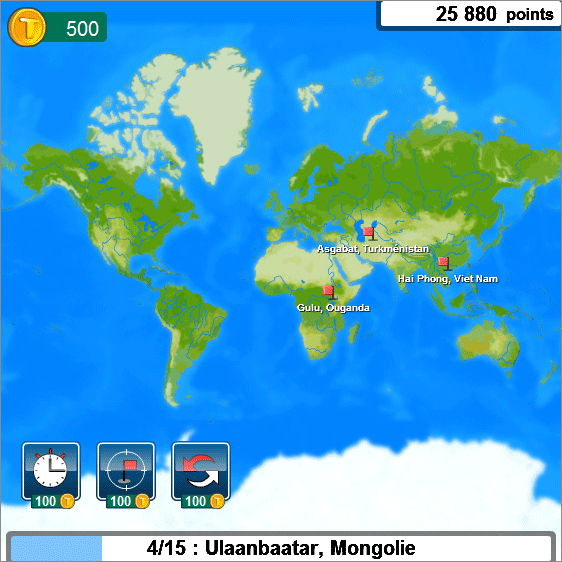 500
25 880 points
Asgabat, Turkménistan
Hai Phong, Viet Nam
Gulu, Ouganda
100
100
100
4/15 : Ulaanbaatar, Mongolie